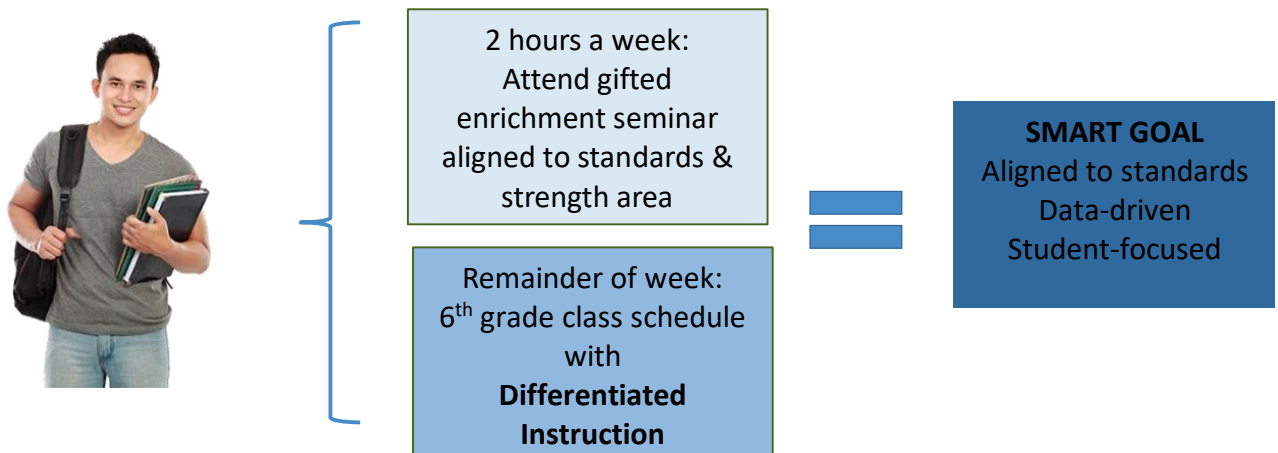 2 hours a week:
Attend gifted
enrichment seminar
aligned to standards &
strength area
Remainder of week:
6th grade class schedule
with
Differentiated
Instruction
SMART GOAL
Aligned to standards
Data-driven
Student-focused